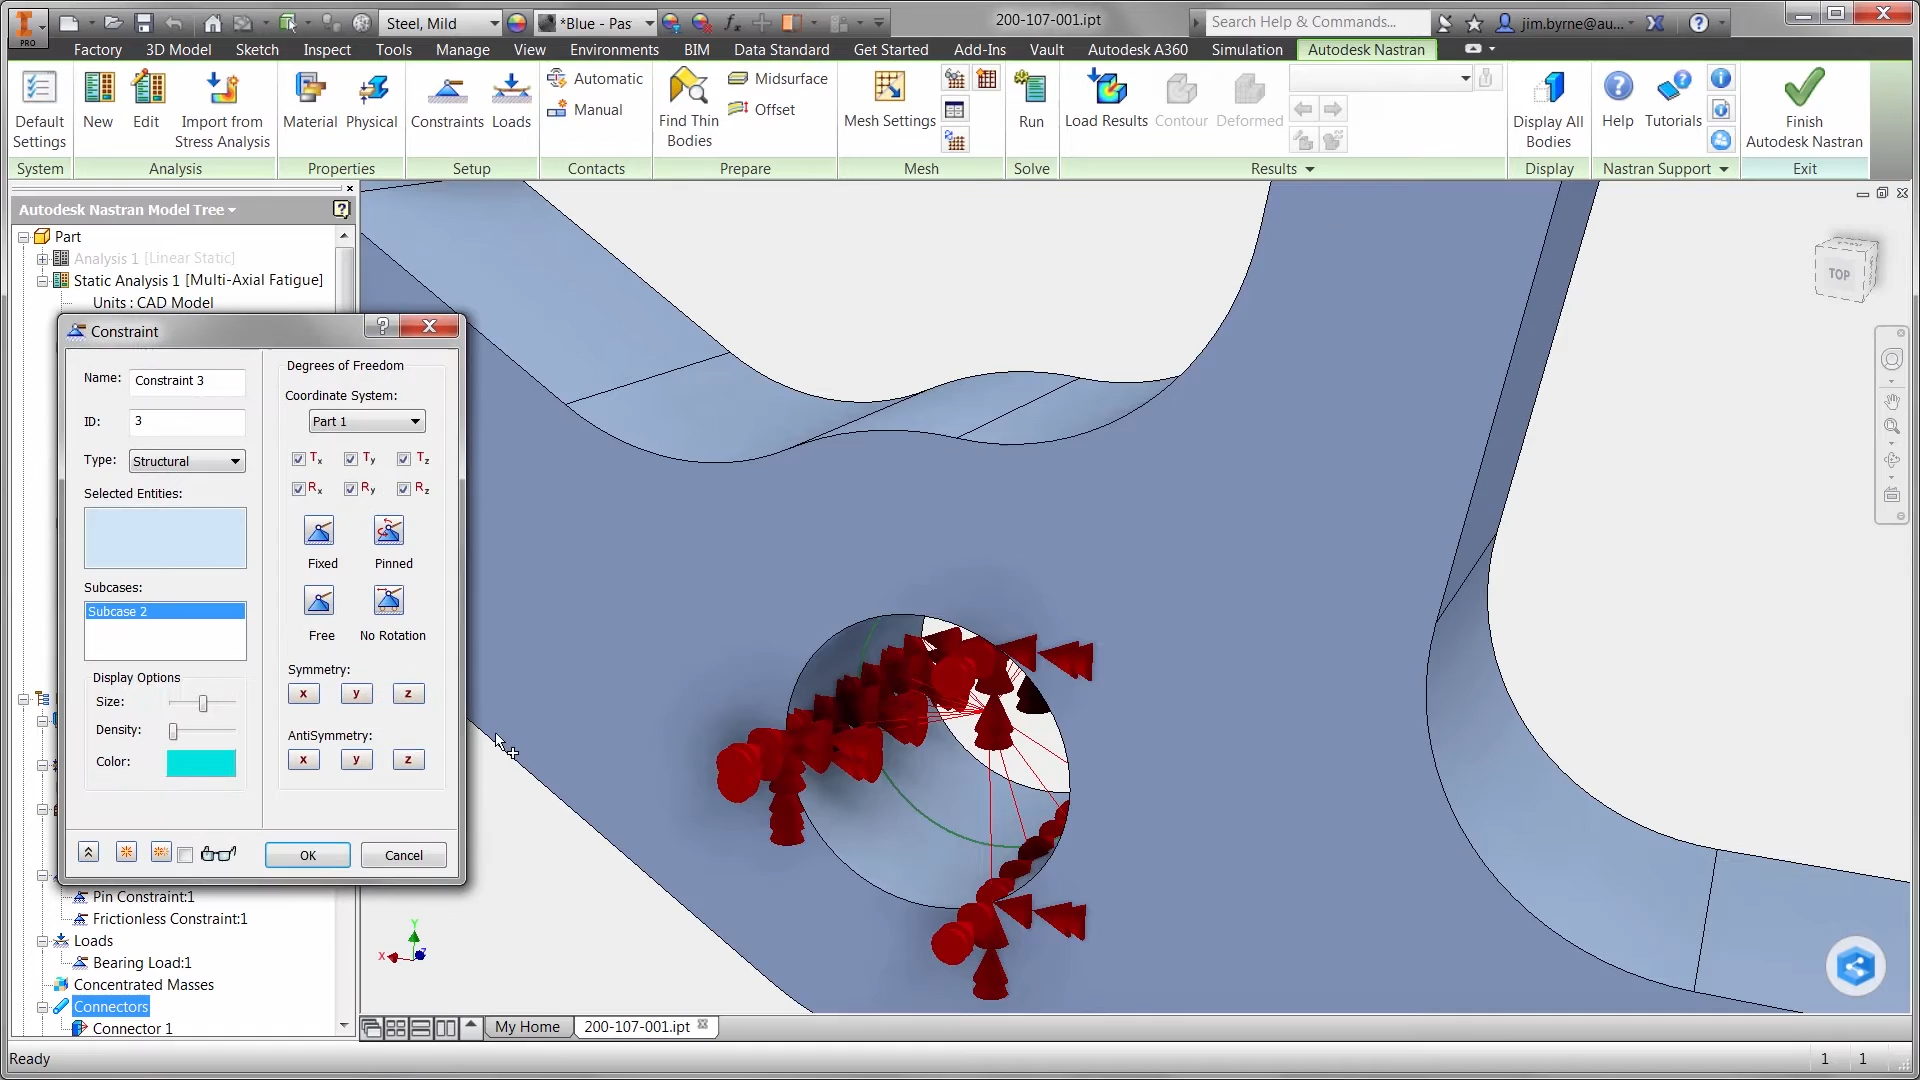 PRO
Steel, Mild
*Blue - Pas
fx
200-107-001.ipt
Search Help & Commands...
jim.byrne@au...
Factory
3D Model
Sketch
Inspect
Tools
Manage
View
Environments
BIM
Data Standard
Get Started
Add-Ins
Vault
Autodesk A360
Simulation
Autodesk Nastran
Default Settings
New
Edit
Import from Stress Analysis
Material
Physical
Constraints
Loads
Automatic
Manual
Find Thin Bodies
Midsurface
Offset
Mesh Settings
Run
Load Results
Contour
Deformed
Display All Bodies
Help
Tutorials
Finish Autodesk Nastran
System
Analysis
Properties
Setup
Contacts
Prepare
Mesh
Solve
Results
Display
Nastran Support
Exit
Autodesk Nastran Model Tree
Part
Analysis 1 [Linear Static]
Static Analysis 1 [Multi-Axial Fatigue]
Units : CAD Model
Constraint
Name: Constraint 3
ID: 3
Type: Structural
Selected Entities:
Subcases:
Subcase 2
Display Options
Size:
Density:
Color:
Degrees of Freedom
Coordinate System:
Part 1
Tx Ty Tz
Rx Ry Rz
Fixed Pinned
Free No Rotation
Symmetry:
x y z
AntiSymmetry:
x y z
OK Cancel
Pin Constraint:1
Frictionless Constraint:1
Loads
Bearing Load:1
Concentrated Masses
Connectors
Connector 1
TOP
Y
X
Z
My Home
200-107-001.ipt
Ready
1 1